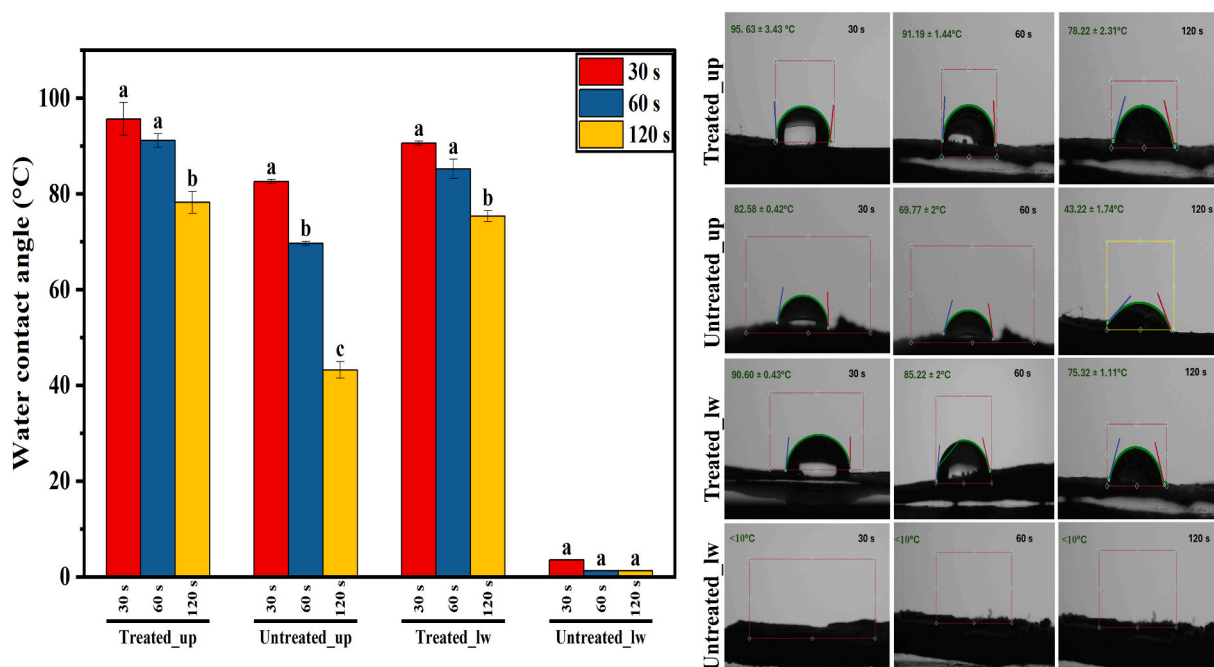 Water contact angle (°C)
100
80
60
40
20
0
30 s
60 s
120 s
a
a
b
a
b
c
a
a
b
a
a
a
30 s
60 s
120 s
30 s
60 s
120 s
30 s
60 s
120 s
30 s
60 s
120 s
Treated_up
Untreated_up
Treated_lw
Untreated_lw
Treated_up
95. 63 ± 3.43 °C
30 s
91.19 ± 1.44°C
60 s
78.22 ± 2.31°C
120 s
Untreated_up
82.58 ± 0.42°C
30 s
69.77 ± 2°C
60 s
43.22 ± 1.74°C
120 s
Treated_lw
90.60 ± 0.43°C
30 s
85.22 ± 2°C
60 s
75.32 ± 1.11°C
120 s
Untreated_lw
<10°C
30 s
<10°C
60 s
<10°C
120 s